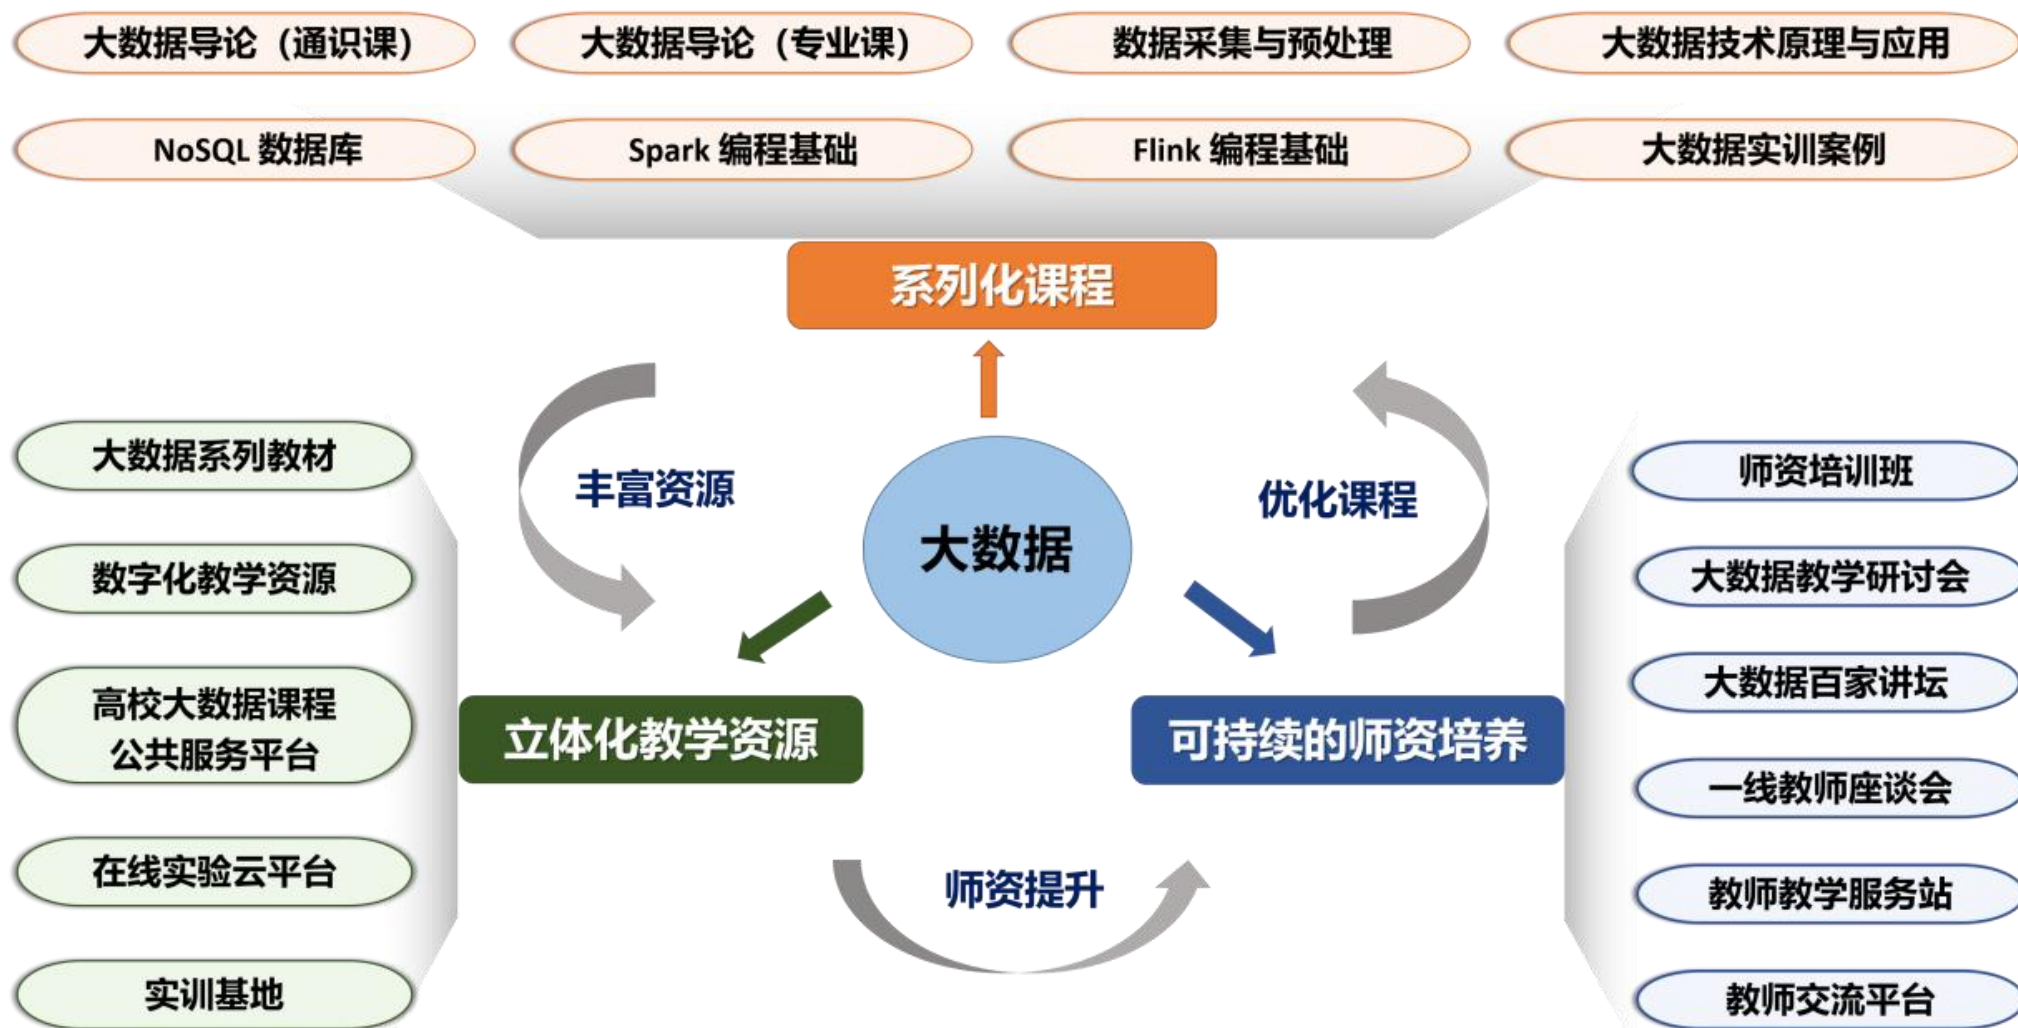 大数据导论（通识课）
大数据导论（专业课）
数据采集与预处理
大数据技术原理与应用
NoSQL 数据库
Spark 编程基础
Flink 编程基础
大数据实训案例
系列化课程
丰富资源
优化课程
大数据
大数据系列教材
数字化教学资源
高校大数据课程
公共服务平台
在线实验云平台
实训基地
立体化教学资源
可持续的师资培养
师资提升
师资培训班
大数据教学研讨会
大数据百家讲坛
一线教师座谈会
教师教学服务站
教师交流平台